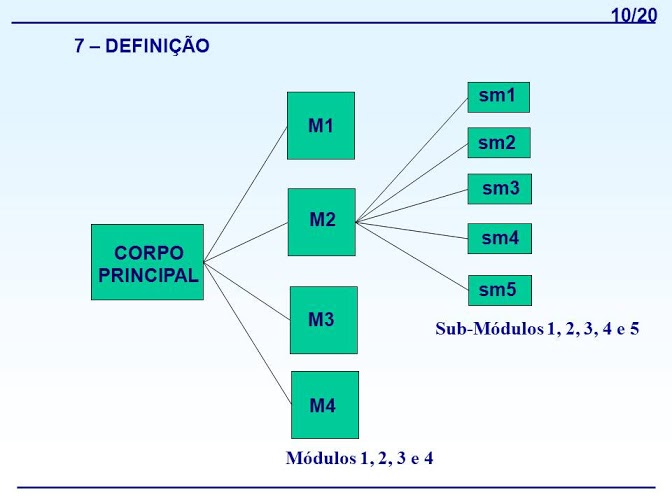 10/20
7 – DEFINIÇÃO
sm1
M1
sm2
sm3
M2
sm4
CORPO
PRINCIPAL
sm5
M3
Sub-Módulos 1, 2, 3, 4 e 5
M4
Módulos 1, 2, 3 e 4